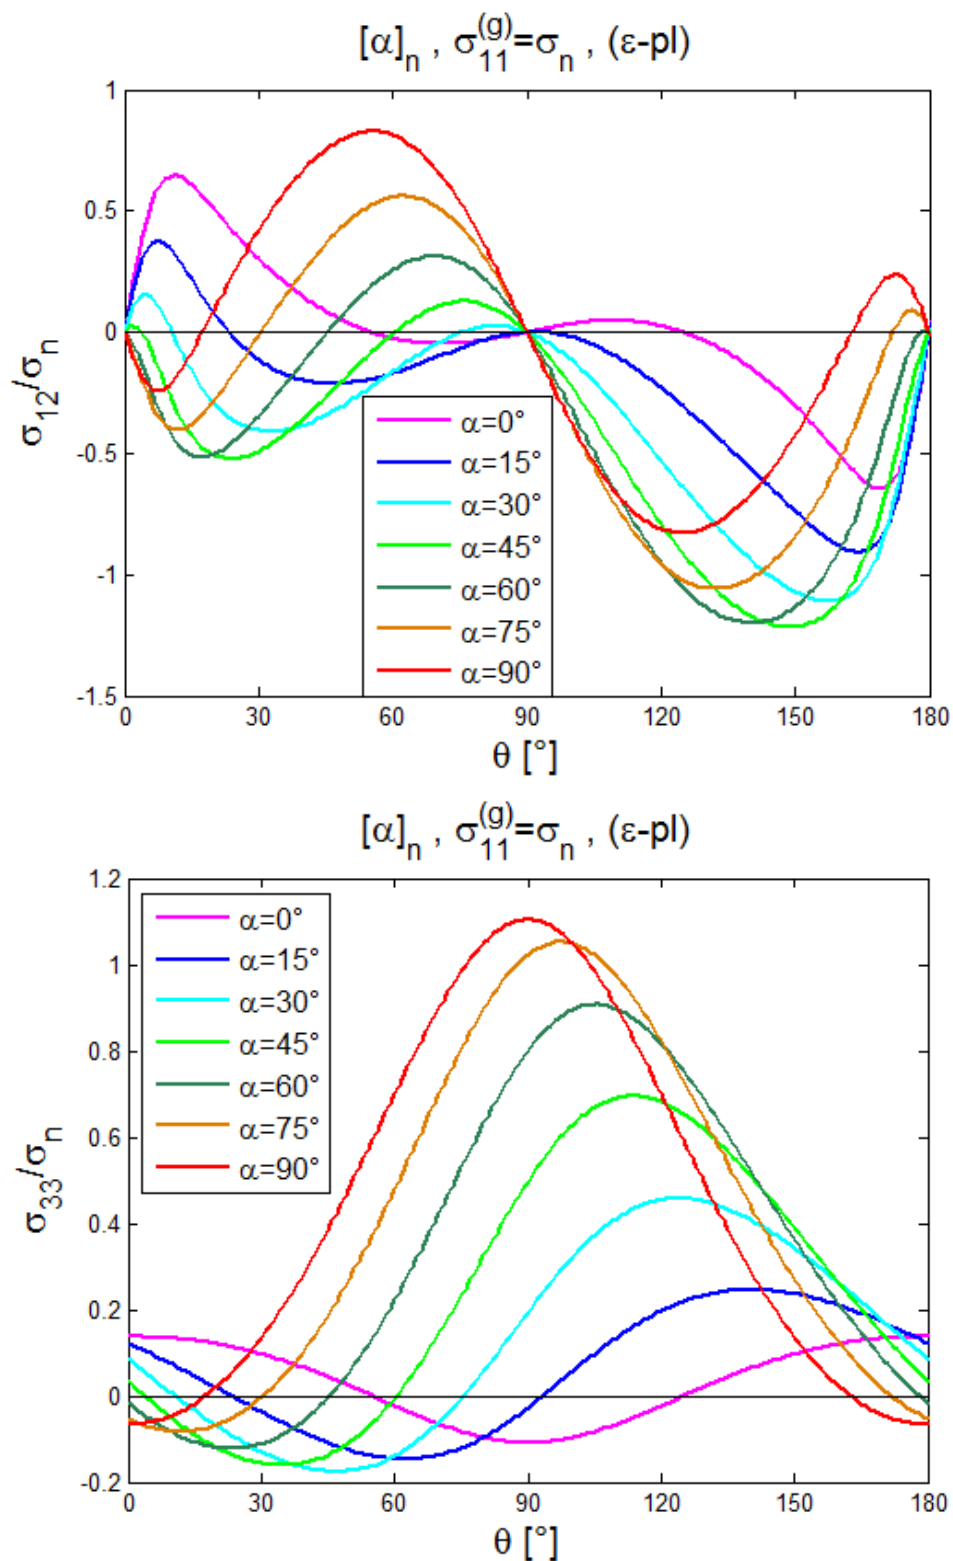 [α]n , σ11(g)=σn , (ε-pl)
1
0.5
0
-0.5
-1
-1.5
σ12/σn
α=0°
α=15°
α=30°
α=45°
α=60°
α=75°
α=90°
0 30 60 90 120 150 180
θ [°]
[α]n , σ11(g)=σn , (ε-pl)
1.2
1
0.8
0.6
0.4
0.2
0
-0.2
σ33/σn
α=0°
α=15°
α=30°
α=45°
α=60°
α=75°
α=90°
0 30 60 90 120 150 180
θ [°]